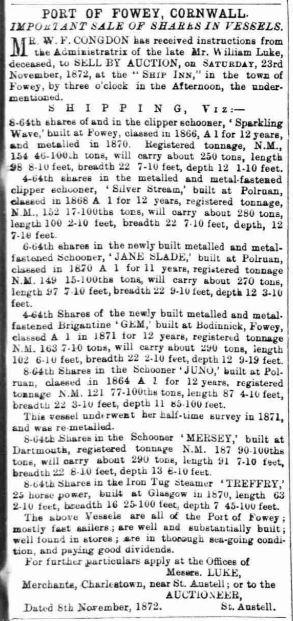 PORT OF FOWEY, CORNWALL.
IMPORTANT SALE OF SHARES IN VESSELS.
MR. W. F. CONGDON has received instructions from
the Administratrix of the late Mr. William Luke,
deceased, to SELL BY AUCTION, on SATURDAY, 23rd
November, 1872, at the "SHIP INN," in the town of
Fowey, by three o'clock in the Afternoon, the under-
mentioned.
SHIPPING, VIZ:—
8-64th shares of and in the clipper schooner, 'Sparkling
Wave,' built at Fowey, classed in 1866, A 1 for 12 years,
and metalled in 1870. Registered tonnage, N.M.,
154 46-100th tons, will carry about 250 tons, length
98 8-10 feet, breadth 22 7-10 feet, depth 12 1-10 feet.
4-64th shares in the metalled and metal-fastened
clipper schooner, 'Silver Stream,' built at Polruan,
classed in 1868 A 1 for 12 years, registered tonnage,
N.M., 152 17-100ths tons, will carry about 280 tons,
length 100 2-10 feet, breadth 22 7-10 feet, depth, 12
7-10 feet.
8-64th shares in the newly built metalled and metal-
fastened Schooner, 'JANE SLADE,' built at Polruan,
classed in 1870 A 1 for 11 years, registered tonnage
N.M. 149 15-100ths tons, will carry about 270 tons,
length 97 7-10 feet, breadth 22 9-10 feet, depth 12 3-10
feet.
4-64th Shares of the newly built metalled and metal-
fastened Brigantine 'GEM,' built at Bodinnick, Fowey,
classed A 1 in 1871 for 12 years, registered tonnage
N.M. 163 7-10 tons, will carry about 290 tons, length
102 6-10 feet, breadth 22 2-10 feet, depth 12 9-19 feet.
8-64th Shares in the Schooner 'JUNO,' built at Pol-
ruan, classed in 1864 A 1 for 12 years, registered
tonnage N.M. 121 77-100ths tons, length 87 4-10 feet,
breadth 22 3-10 feet, depth 11 85-100 feet.
This vessel underwent her half-time survey in 1871,
and was re-metalled.
8-64th Shares in the Schooner 'MERSEY,' built at
Dartmouth, registered tonnage N.M. 187 90-100ths
tons, will carry about 290 tons, length 91 7-10 feet,
breadth 22 8-10 feet, depth 13 6-10 feet.
8-64th Shares in the Iron Tug Steamer 'TREFFRY,'
25 horse power, built at Glasgow in 1870, length 63
2-10 feet, breadth 16 25-100 feet, depth 7 45-100 feet.
The above Vessels are all of the Port of Fowey;
mostly fast sailers; are well and substantially built;
well found in stores; are in thorough sea-going condi-
tion, and paying good dividends.
For further particulars apply at the Offices of
Messrs. LUKE,
Merchants, Charlestown, near St. Austell; or to the
AUCTIONEER,
Dated 8th November, 1872. St. Austell.